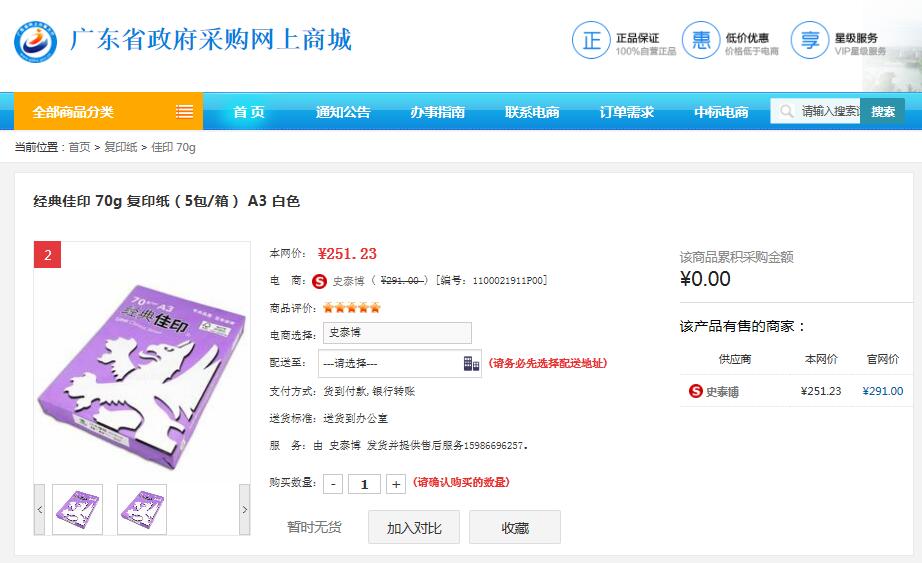 广东省政府采购网上商城
正 正品保证 100%自营正品
惠 低价优惠 价格低于电商
享 星级服务 VIP星级服务
全部商品分类 首页 通知公告 办事指南 联系电商 订单需求 中标电商 请输入搜索 搜索
当前位置：首页 > 复印纸 > 佳印 70g
经典佳印 70g 复印纸（5包/箱） A3 白色
2
70 A3
经典佳印
本网价： ¥251.23
电 商： 史泰博（ ¥291.00 ）[编号：1100021911P00]
商品评价：
电商选择： 史泰博
配送至： ---请选择--- (请务必先选择配送地址)
支付方式：货到付款,银行转账
送货标准：送货到办公室
服 务：由 史泰博 发货并提供售后服务15986696257.
购买数量： - 1 + (请确认购买的数量)
暂时无货 加入对比 收藏
该商品累积采购金额
¥0.00
该产品有售的商家：
供应商 本网价 官网价
史泰博 ¥251.23 ¥291.00